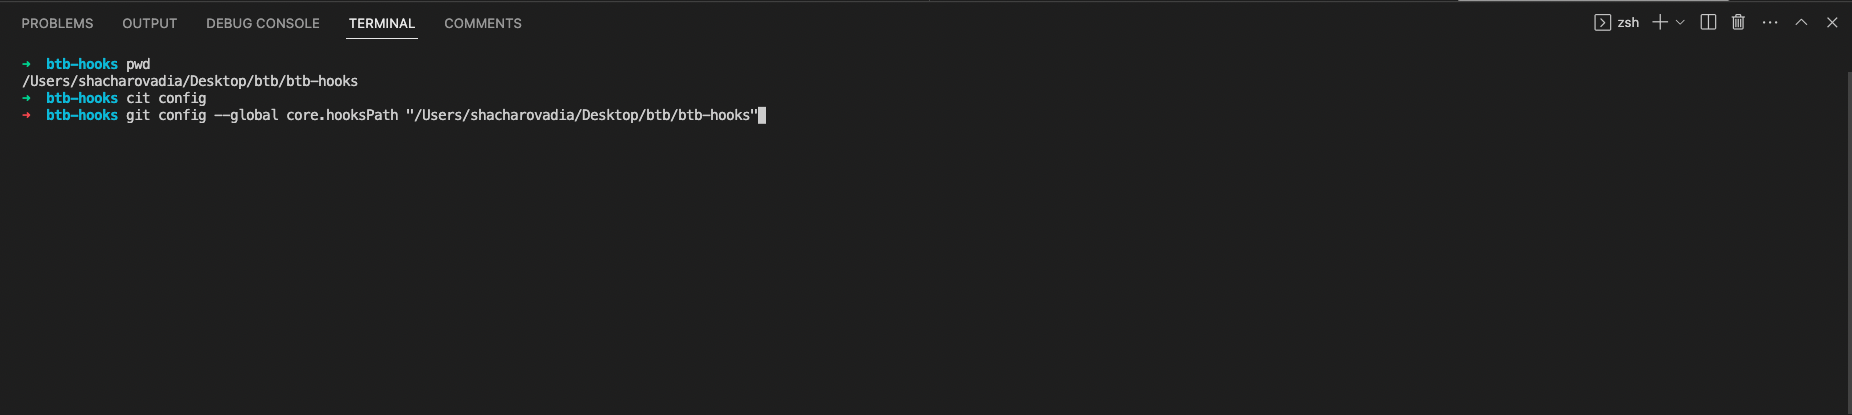 PROBLEMS OUTPUT DEBUG CONSOLE TERMINAL COMMENTS zsh
➜ btb-hooks pwd
/Users/shacharovadia/Desktop/btb/btb-hooks
➜ btb-hooks cit config
➜ btb-hooks git config --global core.hooksPath "/Users/shacharovadia/Desktop/btb/btb-hooks"